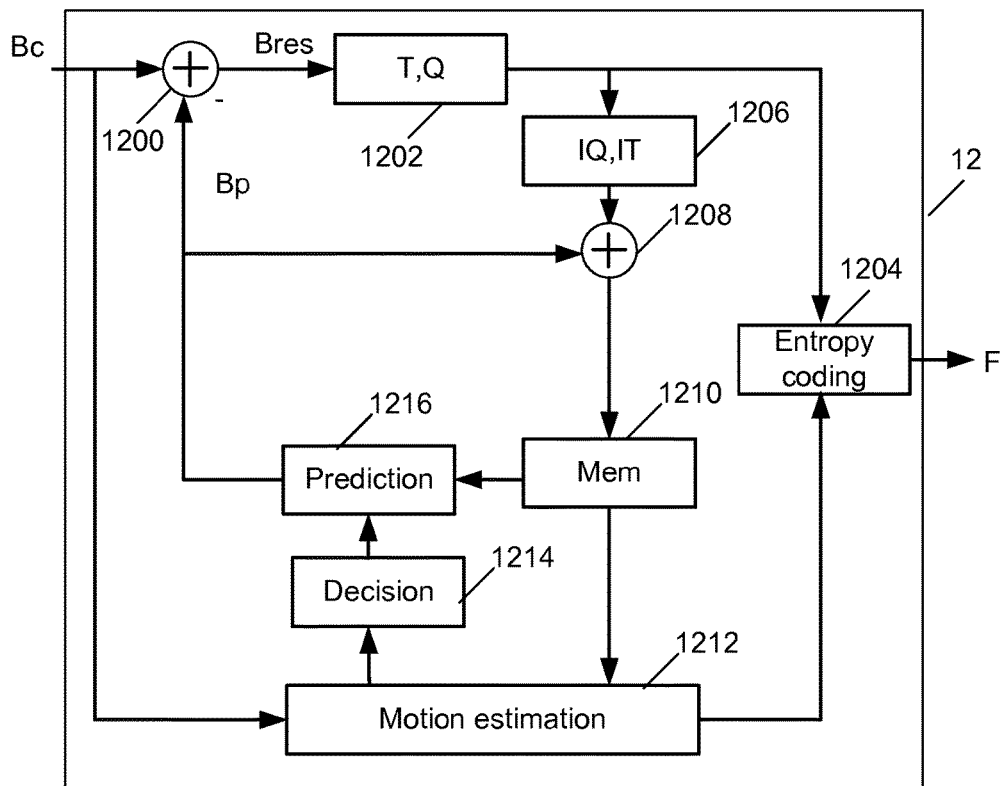 Bc
Bres
T,Q
1200
-
1202
1206
IQ,IT
12
Bp
1208
1204
Entropy
coding
F
1216
1210
Prediction
Mem
1214
Decision
1212
Motion estimation